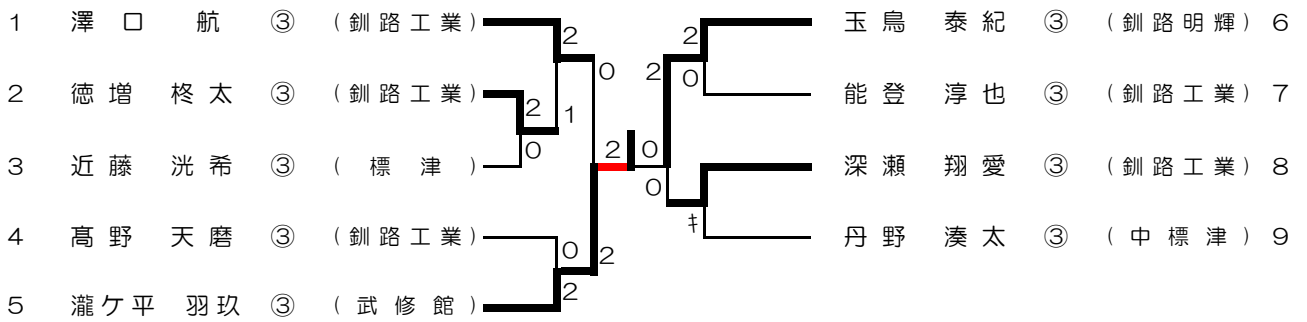 1 澤口 航 ③ (釧路工業)
2 徳増 柊太 ③ (釧路工業)
3 近藤 洸希 ③ (標津)
4 髙野 天磨 ③ (釧路工業)
5 瀧ケ平 羽玖 ③ (武修館)
2
0
2
1
0
0
2
2
2 0
2
2
0
0
ｷ
玉鳥 泰紀 ③ (釧路明輝) 6
能登 淳也 ③ (釧路工業) 7
深瀬 翔愛 ③ (釧路工業) 8
丹野 湊太 ③ (中標津) 9